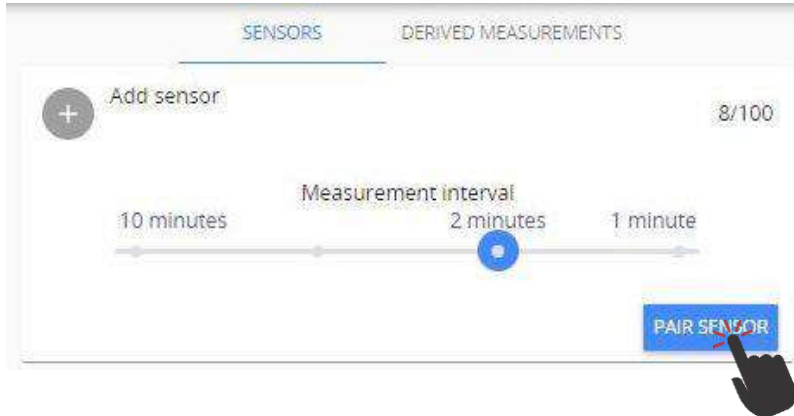 SENSORS DERIVED MEASUREMENTS
Add sensor
8/100
Measurement interval
10 minutes 2 minutes 1 minute
PAIR SENSOR